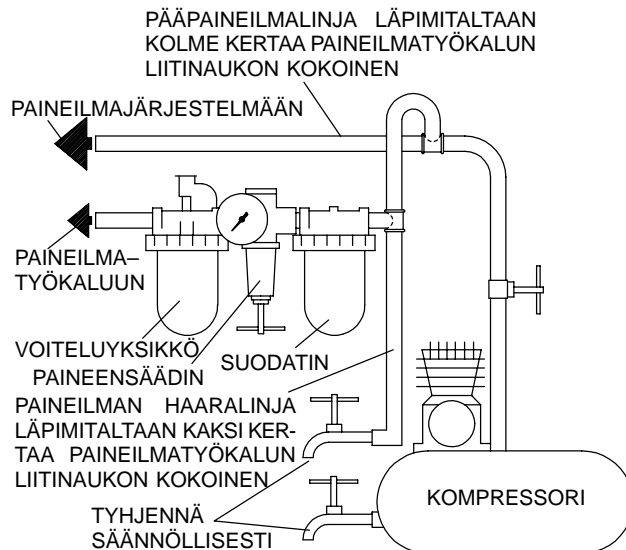 PÄÄPAINEILMALINJA LÄPIMITALTAAN
KOLME KERTAA PAINEILMATYÖKALUN
LIITINAUKON KOKOINEN
PAINEILMAJÄRJESTELMÄÄN
PAINEILMA–
TYÖKALUUN
VOITELUYKSIKKÖ
SUODATIN
PAINEENSÄÄDIN
PAINEILMAN HAARALINJA
LÄPIMITALTAAN KAKSI KER-
TAA PAINEILMATYÖKALUN
LIITINAUKON KOKOINEN
KOMPRESSORI
TYHJENNÄ
SÄÄNNÖLLISESTI